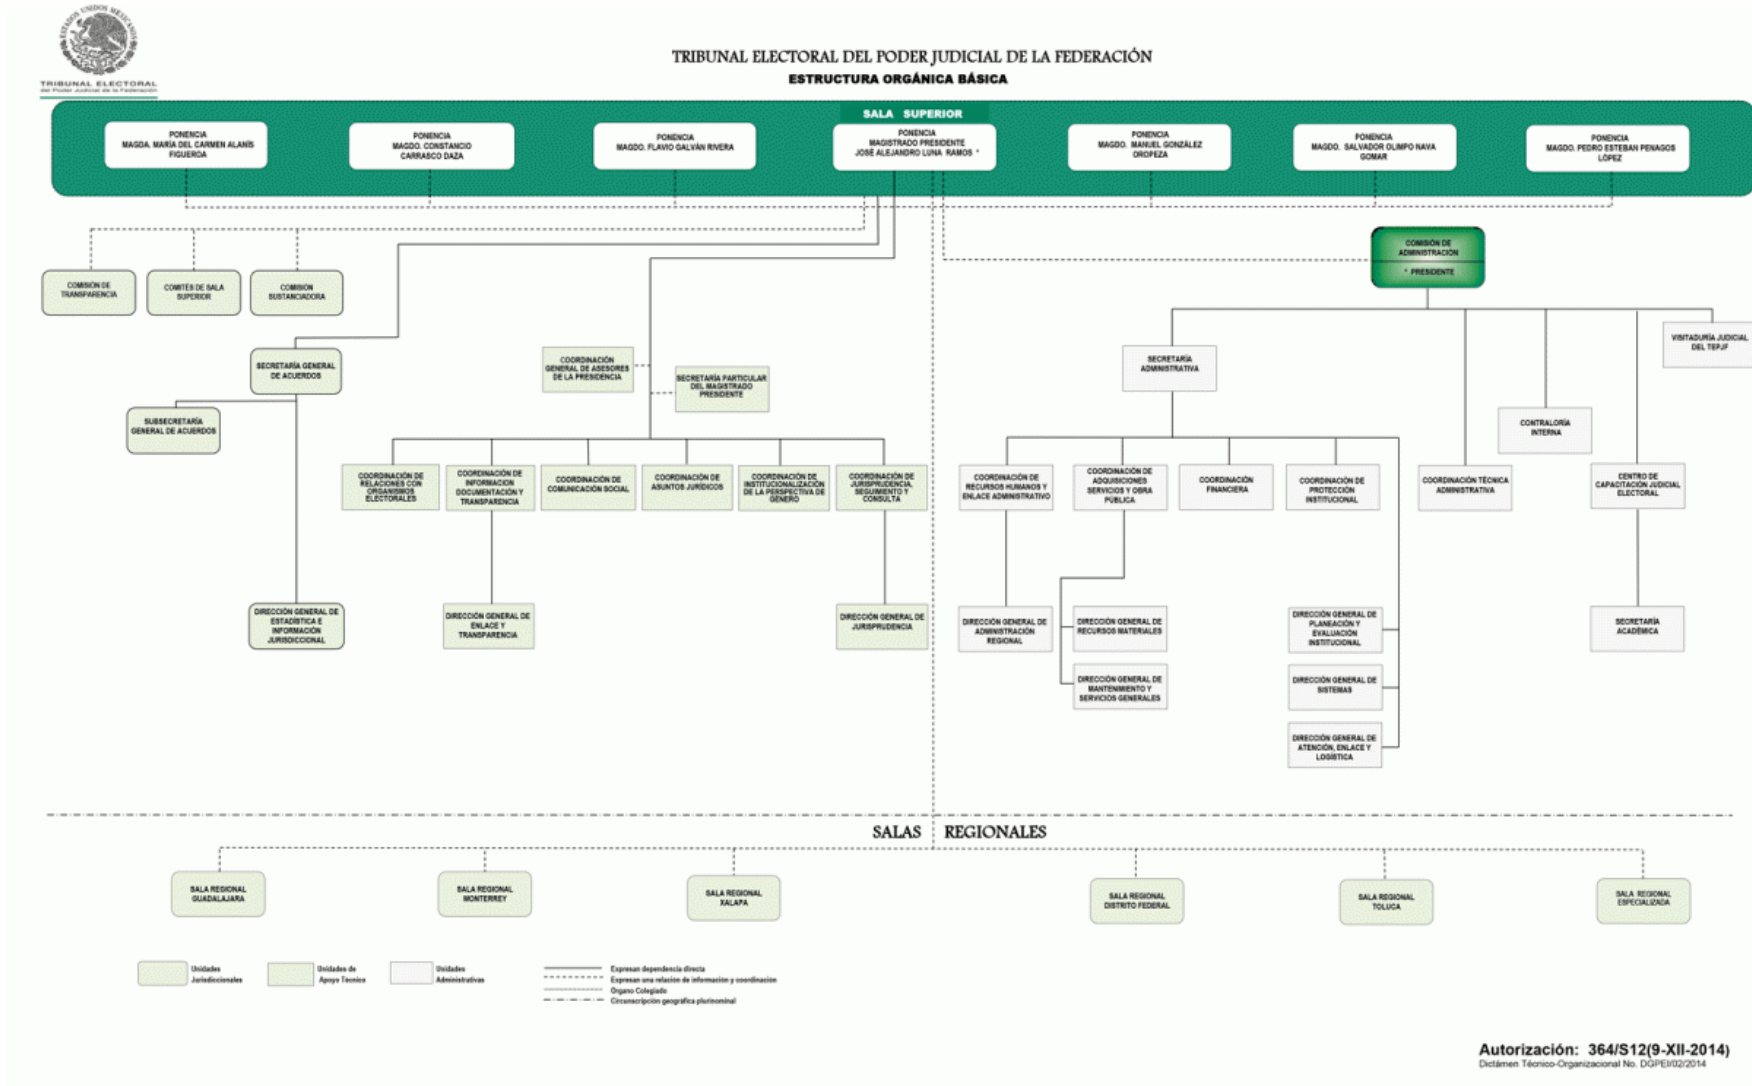 ESTADOS UNIDOS MEXICANOS
TRIBUNAL ELECTORAL
del Poder Judicial de la Federación
TRIBUNAL ELECTORAL DEL PODER JUDICIAL DE LA FEDERACIÓN
ESTRUCTURA ORGÁNICA BÁSICA
SALA SUPERIOR
PONENCIA
MAGDA. MARÍA DEL CARMEN ALANÍS
FIGUEROA
PONENCIA
MAGDO. CONSTANCIO
CARRASCO DAZA
PONENCIA
MAGDO. FLAVIO GALVÁN RIVERA
PONENCIA
MAGISTRADO PRESIDENTE
JOSÉ ALEJANDRO LUNA RAMOS *
PONENCIA
MAGDO. MANUEL GONZÁLEZ
OROPEZA
PONENCIA
MAGDO. SALVADOR OLIMPO NAVA
GOMAR
PONENCIA
MAGDO. PEDRO ESTEBAN PENAGOS
LÓPEZ
COMISIÓN DE
TRANSPARENCIA
COMITÉS DE SALA
SUPERIOR
COMISIÓN
SUSTANCIADORA
COMISIÓN DE
ADMINISTRACIÓN
* PRESIDENTE
SECRETARÍA GENERAL
DE ACUERDOS
SUBSECRETARÍA
GENERAL DE ACUERDOS
COORDINACIÓN
GENERAL DE ASESORES
DE LA PRESIDENCIA
SECRETARÍA PARTICULAR
DEL MAGISTRADO
PRESIDENTE
SECRETARÍA
ADMINISTRATIVA
VISITADURÍA JUDICIAL
DEL TEPJF
CONTRALORÍA
INTERNA
COORDINACIÓN DE
RELACIONES CON
ORGANISMOS
ELECTORALES
COORDINACIÓN DE
INFORMACION
DOCUMENTACIÓN Y
TRANSPARENCIA
COORDINACIÓN DE
COMUNICACIÓN SOCIAL
COORDINACIÓN DE
ASUNTOS JURÍDICOS
COORDINACIÓN DE
INSTITUCIONALIZACIÓN
DE LA PERSPECTIVA DE
GÉNERO
COORDINACIÓN DE
JURISPRUDENCIA,
SEGUIMIENTO Y
CONSULTA
COORDINACIÓN DE
RECURSOS HUMANOS Y
ENLACE ADMINISTRATIVO
COORDINACIÓN DE
ADQUISICIONES
SERVICIOS Y OBRA
PÚBLICA
COORDINACIÓN
FINANCIERA
COORDINACIÓN DE
PROTECCIÓN
INSTITUCIONAL
COORDINACIÓN TÉCNICA
ADMINISTRATIVA
CENTRO DE
CAPACITACIÓN JUDICIAL
ELECTORAL
DIRECCIÓN GENERAL DE
ESTADÍSTICA E
INFORMACIÓN
JURISDICCIONAL
DIRECCIÓN GENERAL DE
ENLACE Y
TRANSPARENCIA
DIRECCIÓN GENERAL DE
JURISPRUDENCIA
DIRECCIÓN GENERAL DE
ADMINISTRACIÓN
REGIONAL
DIRECCIÓN GENERAL DE
RECURSOS MATERIALES
DIRECCIÓN GENERAL DE
MANTENIMIENTO Y
SERVICIOS GENERALES
DIRECCIÓN GENERAL DE
PLANEACIÓN Y
EVALUACIÓN
INSTITUCIONAL
DIRECCIÓN GENERAL DE
SISTEMAS
DIRECCIÓN GENERAL DE
ATENCIÓN, ENLACE Y
LOGÍSTICA
SECRETARÍA
ACADÉMICA
SALAS REGIONALES
SALA REGIONAL
GUADALAJARA
SALA REGIONAL
MONTERREY
SALA REGIONAL
XALAPA
SALA REGIONAL
DISTRITO FEDERAL
SALA REGIONAL
TOLUCA
SALA REGIONAL
ESPECIALIZADA
Unidades
Jurisdiccionales
Unidades de
Apoyo Tecnico
Unidades
Administrativas
Expresan dependencia directa
Expresan una relación de información y coordinacion
Órgano Colegiado
Circunscripción geográfica plurinominal
Autorización: 364/S12(9-XII-2014)
Dictámen Técnico-Organizacional No. DGPEI/02/2014